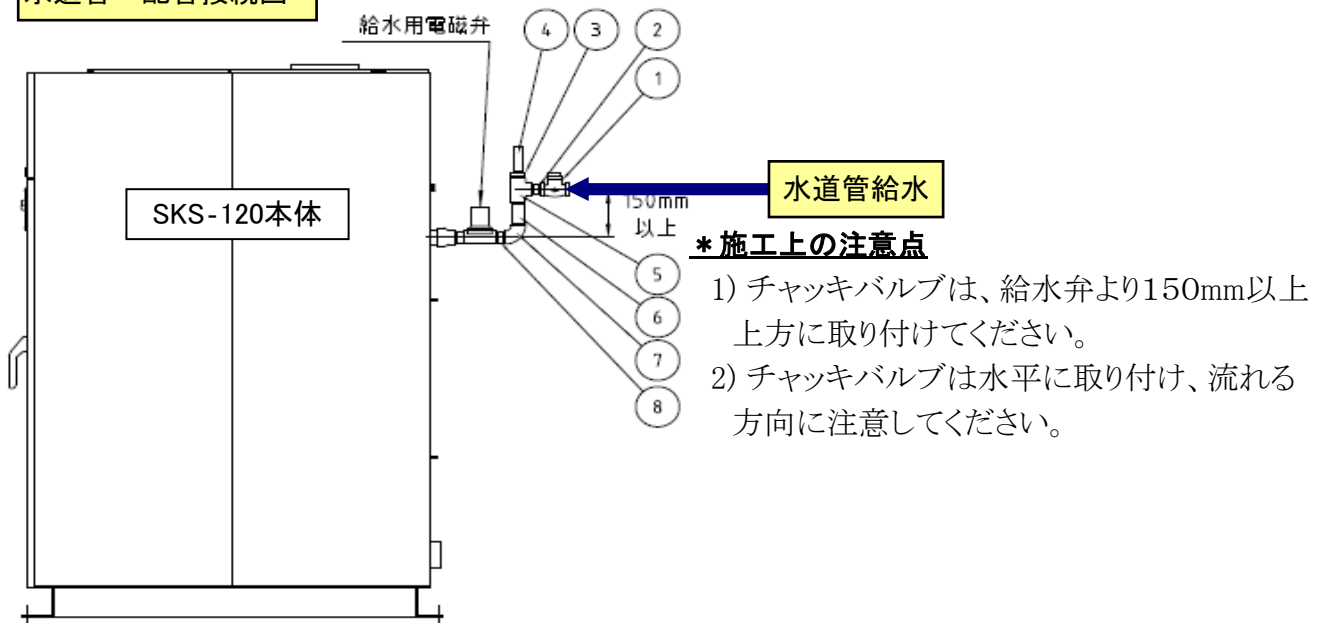 給水用電磁弁
4
3
2
1
水道管給水
SKS-120本体
150mm
以上
*施工上の注意点
1) チャッキバルブは、給水弁より150mm以上
上方に取り付けてください。
2) チャッキバルブは水平に取り付け、流れる
方向に注意してください。
5
6
7
8